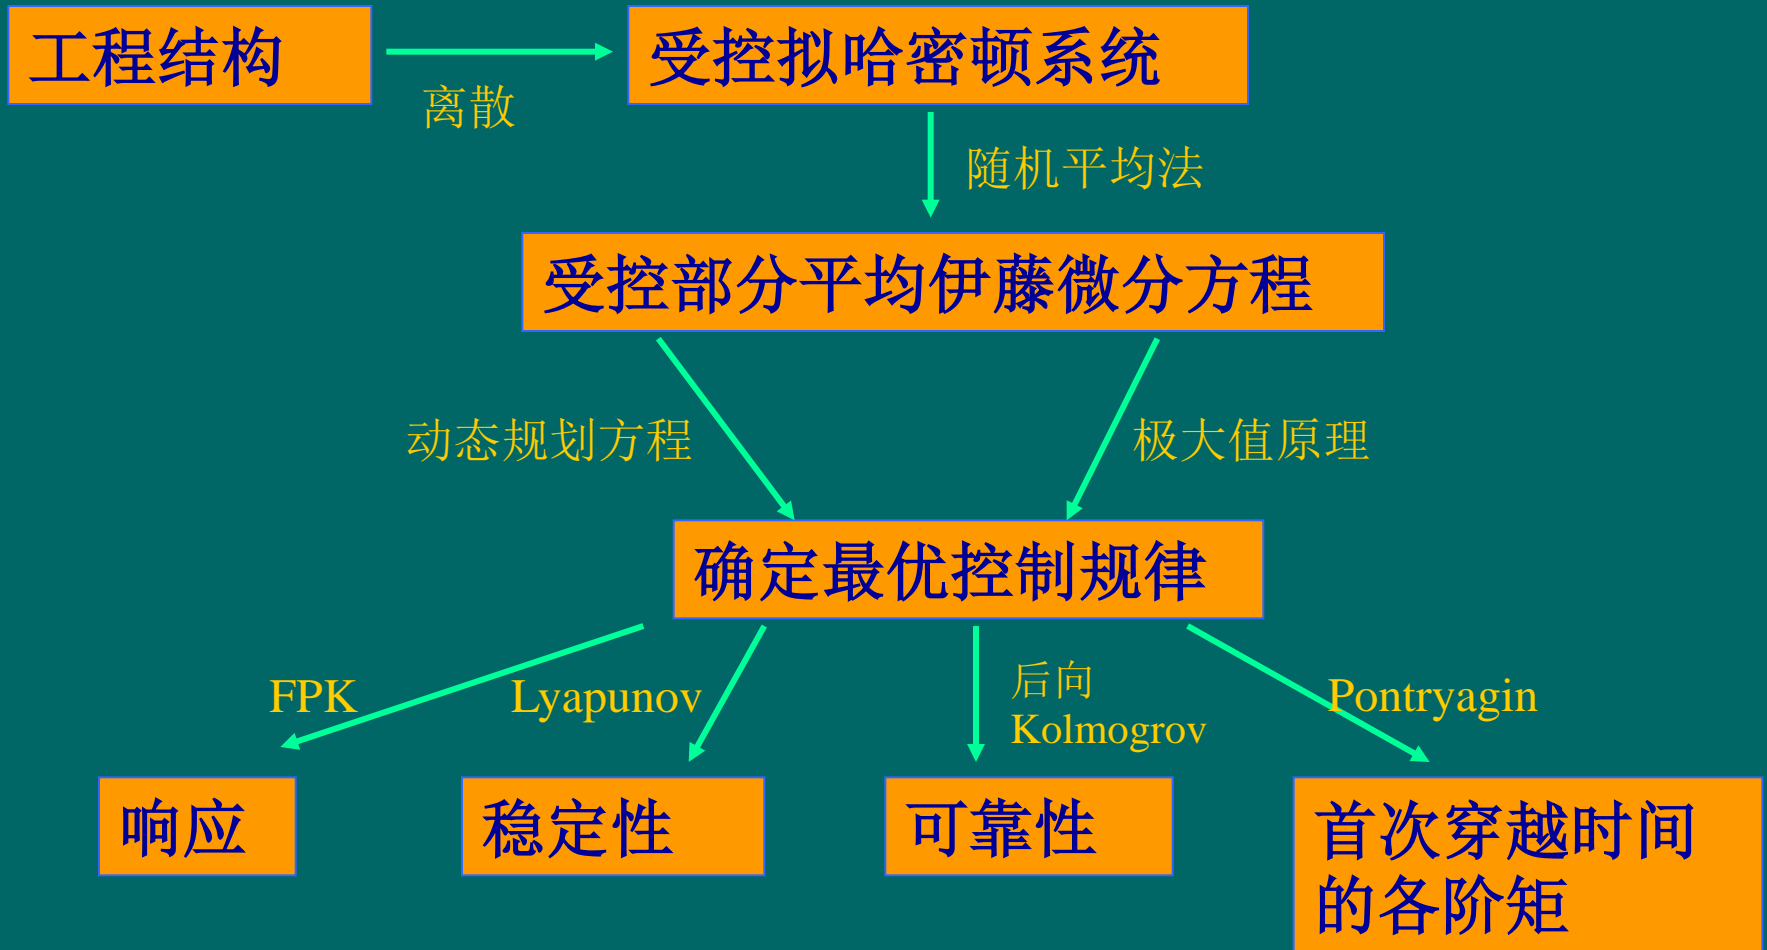 工程结构
受控拟哈密顿系统
离散
随机平均法
受控部分平均伊藤微分方程
动态规划方程
极大值原理
确定最优控制规律
FPK
Lyapunov
后向
Kolmogrov
Pontryagin
响应
稳定性
可靠性
首次穿越时间
的各阶矩